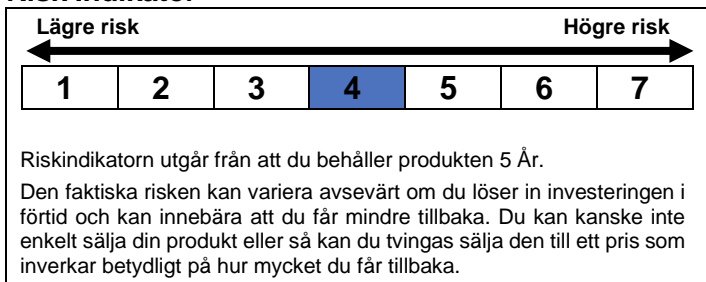 Lägre risk Högre risk
1 2 3 4 5 6 7
Riskindikatorn utgår från att du behåller produkten 5 År.
Den faktiska risken kan variera avsevärt om du löser in investeringen i
förtid och kan innebära att du får mindre tillbaka. Du kan kanske inte
enkelt sälja din produkt eller så kan du tvingas sälja den till ett pris som
inverkar betydligt på hur mycket du får tillbaka.